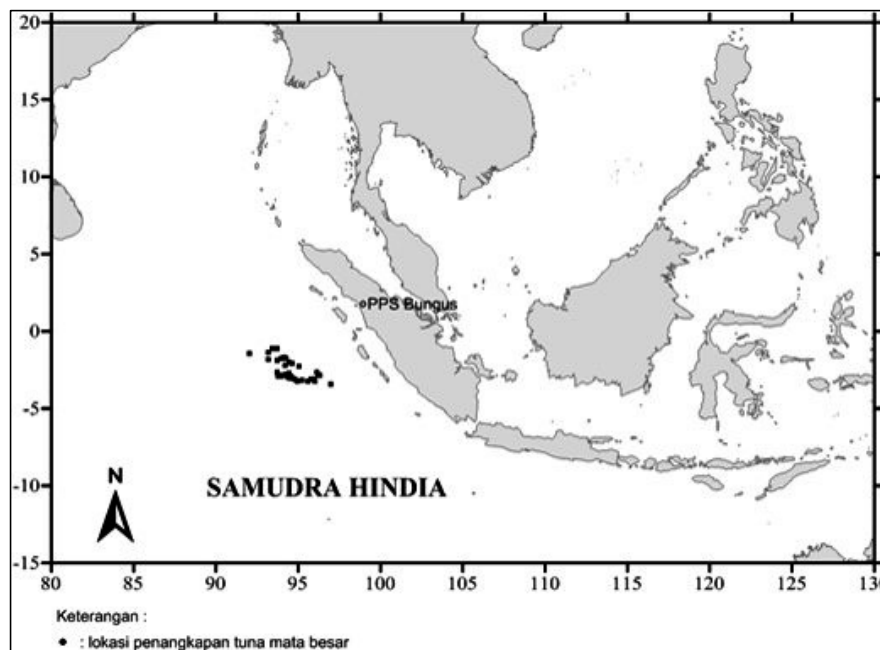 20
15
10
5
0
-5
-10
-15
PPS Bungus
N
SAMUDRA HINDIA
80 85 90 95 100 105 110 115 120 125 130
Keterangan :
• : lokasi penangkapan tuna mata besar